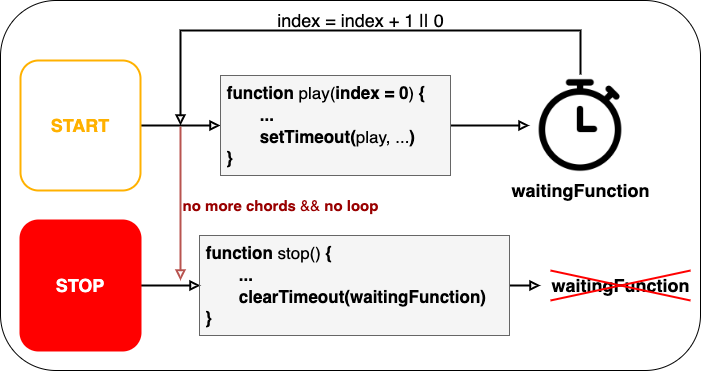 index = index + 1 || 0
START
function play(index = 0) {
...
setTimeout(play, ...)
}
waitingFunction
no more chords && no loop
STOP
function stop() {
...
clearTimeout(waitingFunction)
}
waitingFunction